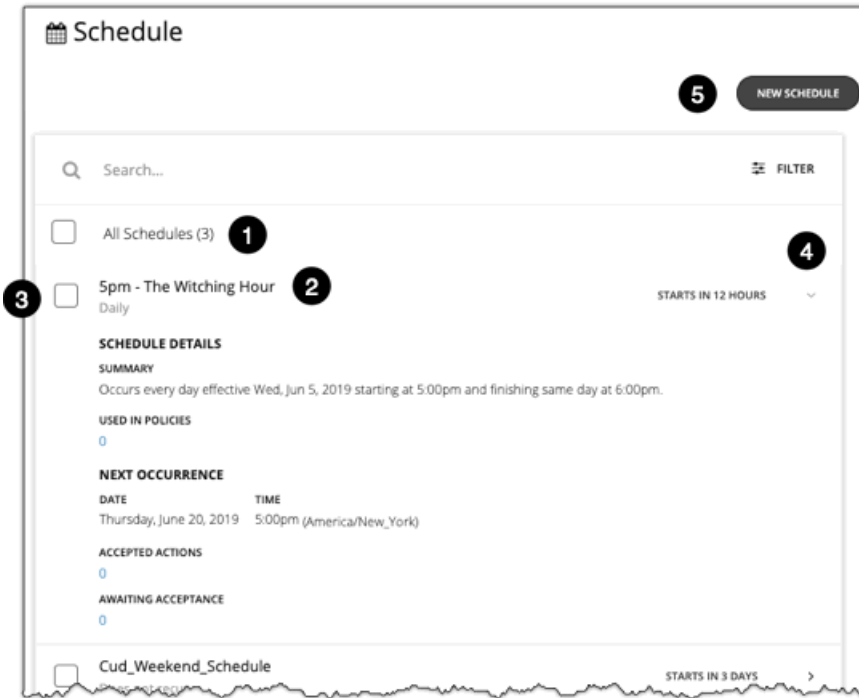 Schedule
5 NEW SCHEDULE
Search... FILTER
All Schedules (3) 1
4
3 5pm - The Witching Hour 2
STARTS IN 12 HOURS
Daily
SCHEDULE DETAILS
SUMMARY
Occurs every day effective Wed, Jun 5, 2019 starting at 5:00pm and finishing same day at 6:00pm.
USED IN POLICIES
0
NEXT OCCURRENCE
DATE TIME
Thursday, June 20, 2019 5:00pm (America/New_York)
ACCEPTED ACTIONS
0
AWAITING ACCEPTANCE
0
Cud_Weekend_Schedule
STARTS IN 3 DAYS